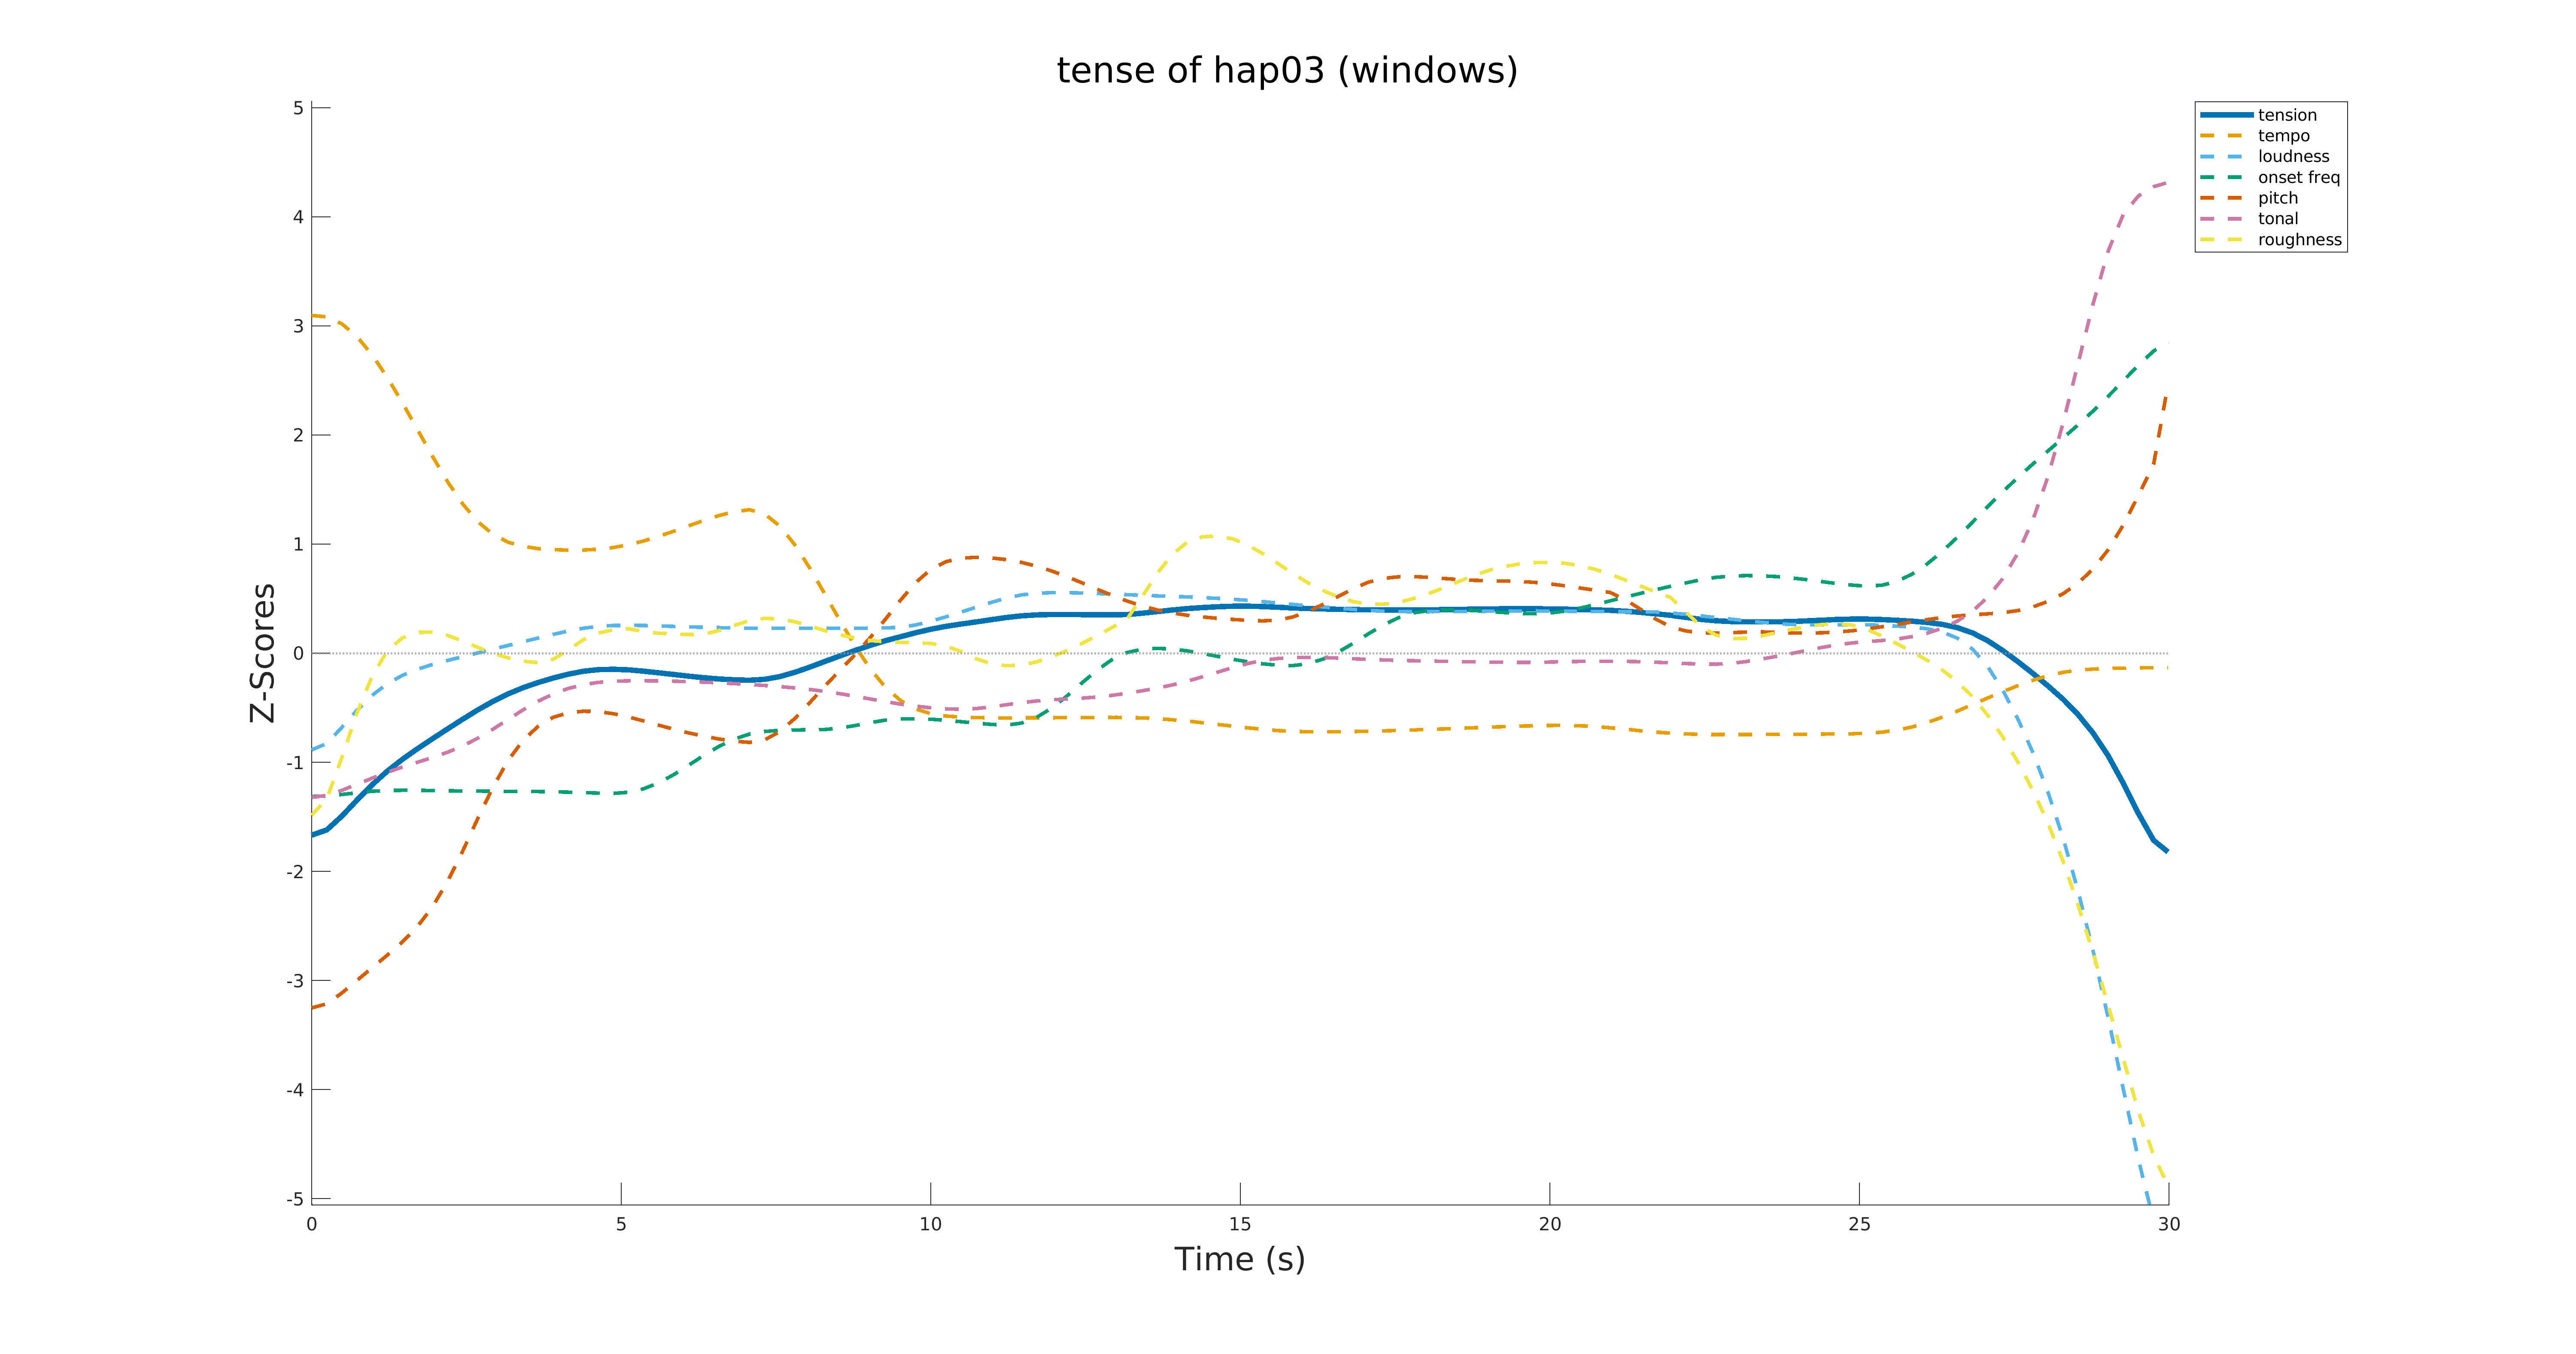 tense of hap03 (windows)
tension
tempo
loudness
onset freq
pitch
tonal
roughness
Z-Scores
5
4
3
2
1
0
-1
-2
-3
-4
-5
0 5 10 15 20 25 30
Time (s)